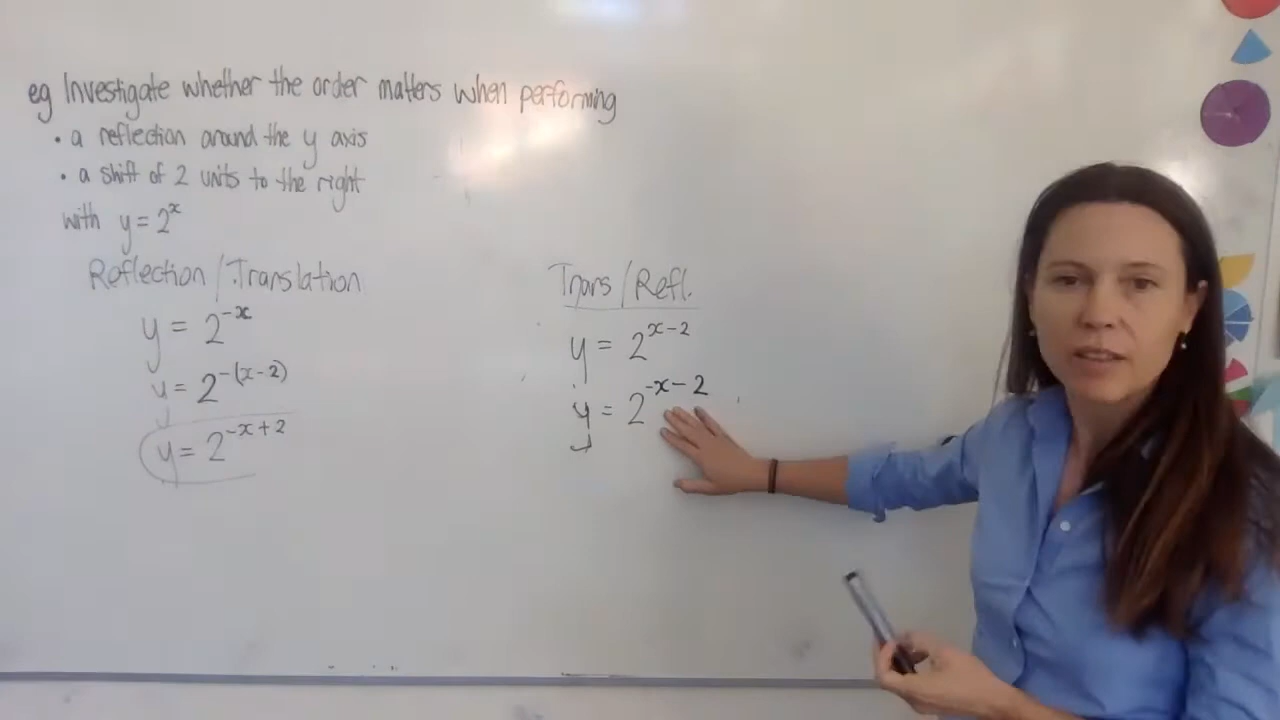 eg Investigate whether the order matters when performing
• a reflection around the y axis
• a shift of 2 units to the right
with y = 2^x
Reflection / Translation
y = 2^-x
y = 2^-(x-2)
y = 2^-x+2
Trans / Refl.
y = 2^x-2
y = 2^-x-2